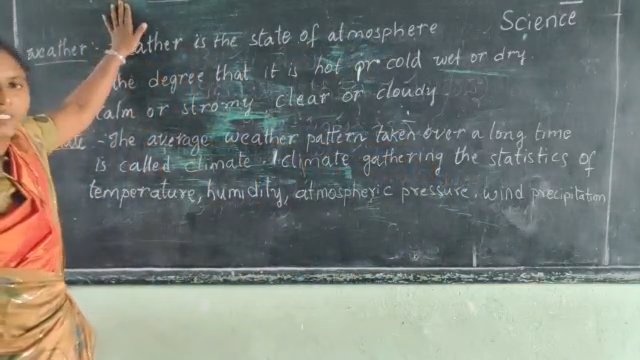 Science
weather :- ather is the state of atmosphere
the degree that it is hot or cold wet or dry
calm or stromy clear or cloudy.
- The average weather pattern taken over a long time
is called climate. climate gathering the statistics of
temperature, humidity, atmospheric pressure. wind precipitation